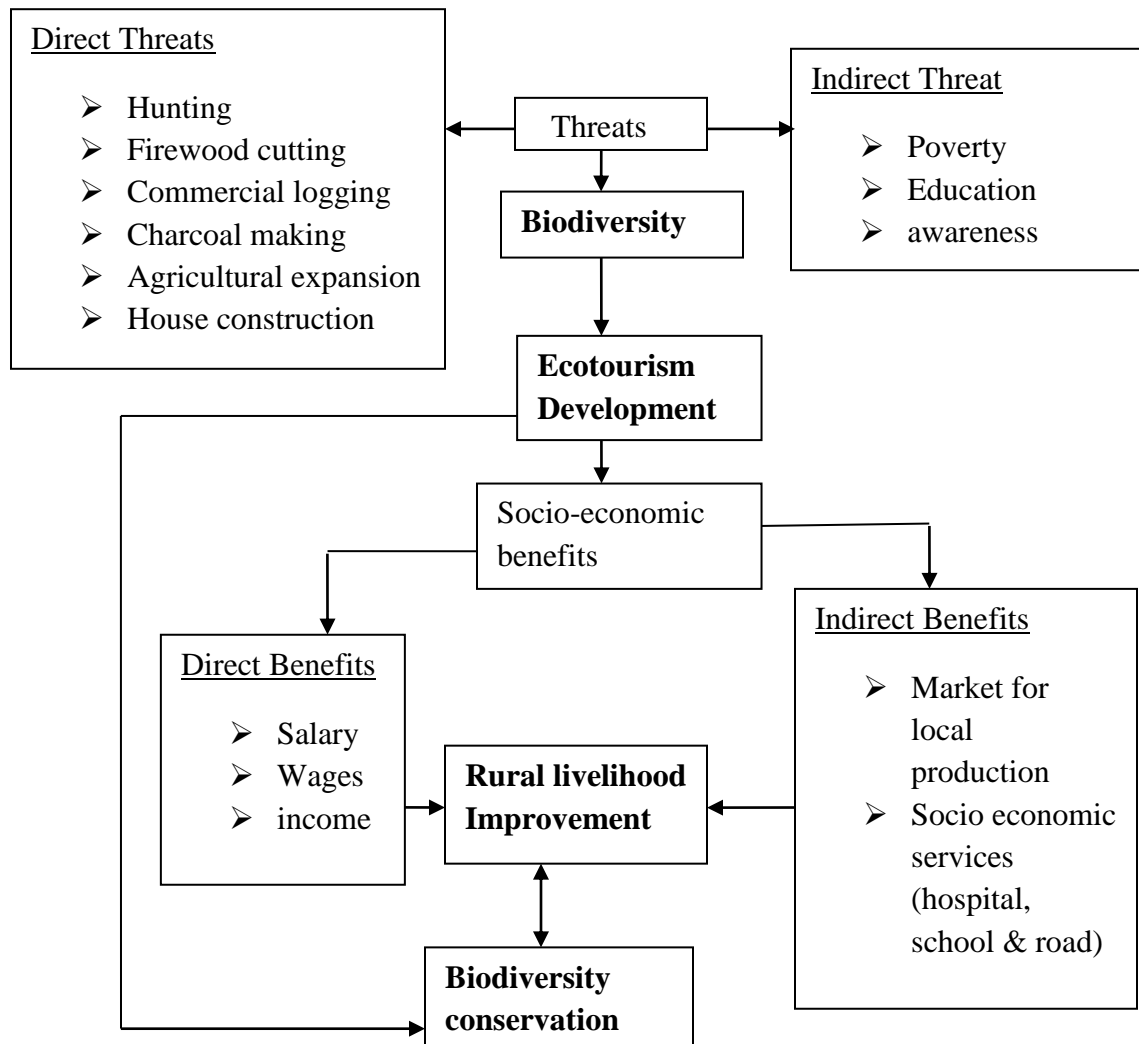 Direct Threats
➢ Hunting
➢ Firewood cutting
➢ Commercial logging
➢ Charcoal making
➢ Agricultural expansion
➢ House construction
Threats
Indirect Threat
➢ Poverty
➢ Education
➢ awareness
Biodiversity
Ecotourism
Development
Socio-economic
benefits
Direct Benefits
➢ Salary
➢ Wages
➢ income
Rural livelihood
Improvement
Indirect Benefits
➢ Market for
local
production
➢ Socio economic
services
(hospital,
school & road)
Biodiversity
conservation